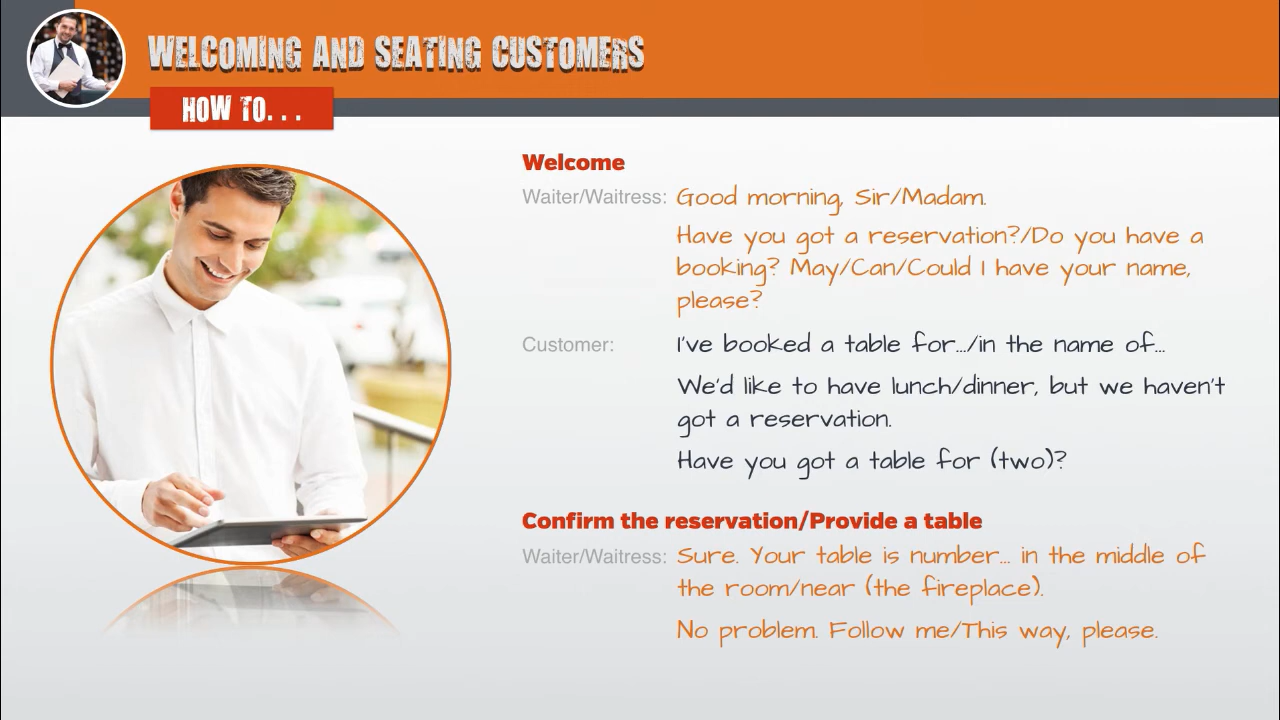 WELCOMING AND SEATING CUSTOMERS
HOW TO. . .
Welcome
Waiter/Waitress: Good morning, Sir/Madam.
Have you got a reservation?/Do you have a
booking? May/Can/Could I have your name,
please?
Customer: I've booked a table for.../in the name of...
We'd like to have lunch/dinner, but we haven't
got a reservation.
Have you got a table for (two)?
Confirm the reservation/Provide a table
Waiter/Waitress: Sure. Your table is number... in the middle of
the room/near (the fireplace).
No problem. Follow me/This way, please.